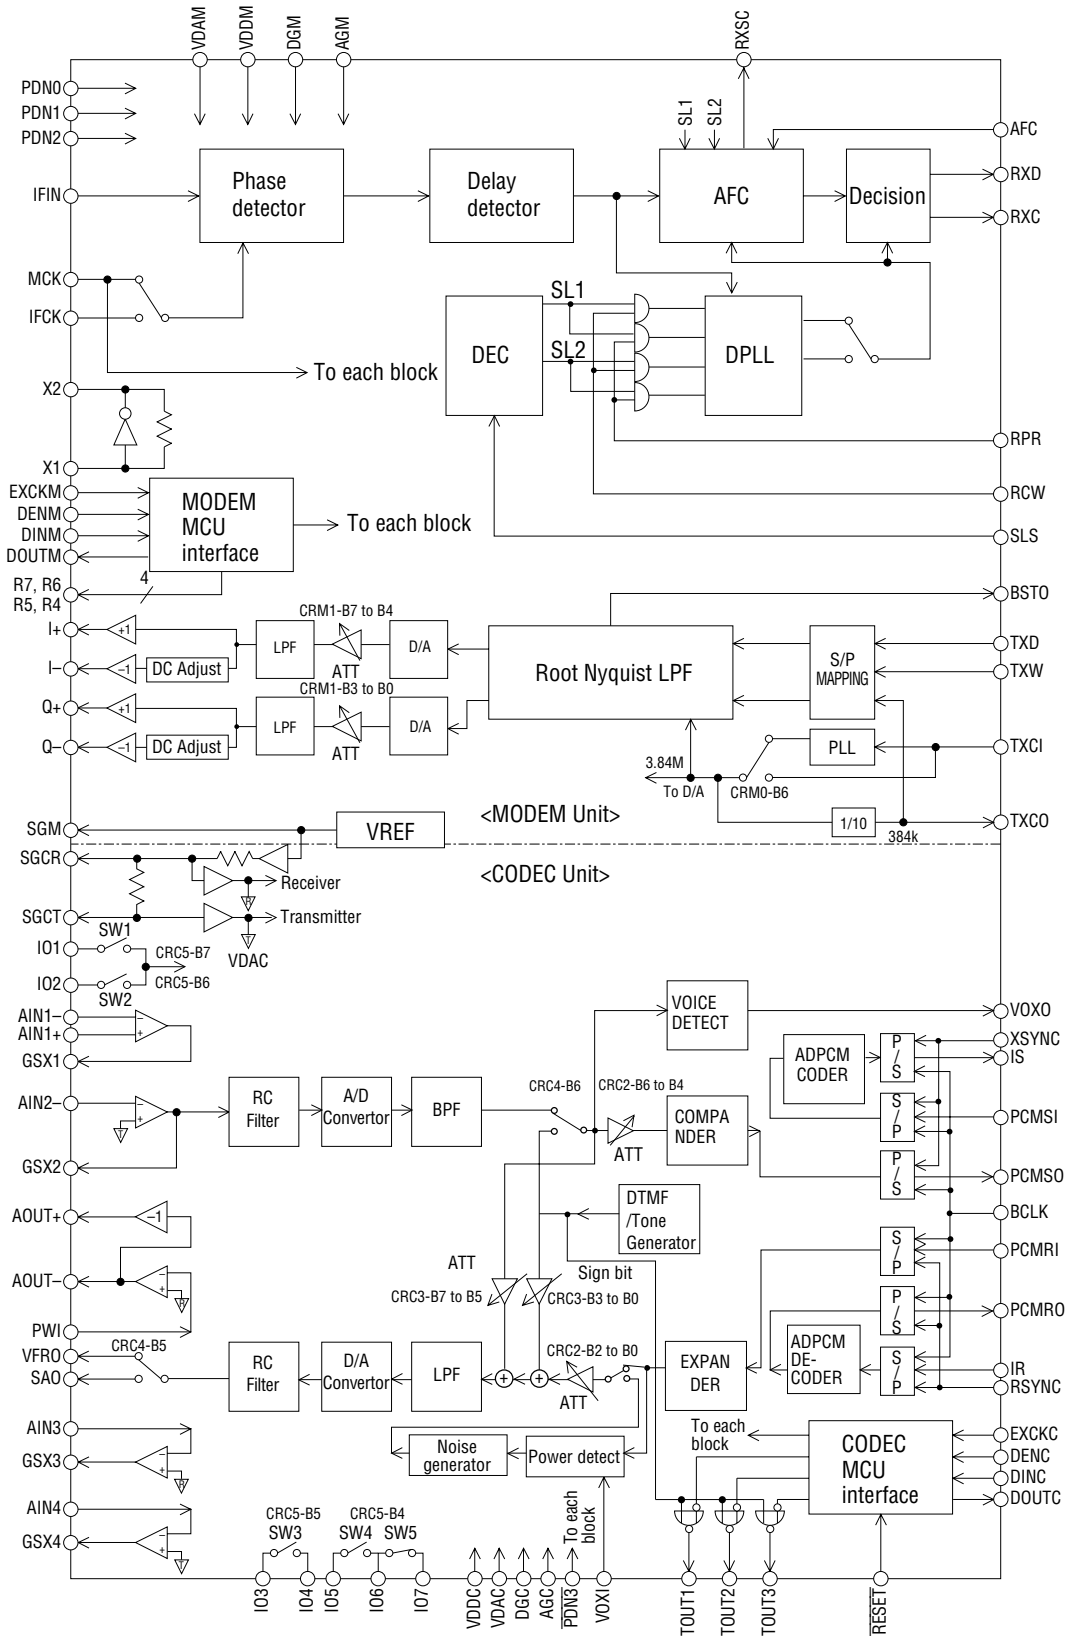 VDAM
VDDM
DGM
AGM
RXSC
PDN0
PDN1
PDN2
SL1
SL2
AFC
IFIN
Phase
detector
Delay
detector
AFC
Decision
RXD
RXC
MCK
IFCK
SL1
SL2
DEC
DPLL
To each block
X2
X1
RPR
RCW
SLS
EXCKM
DENM
DINM
DOUTM
MODEM
MCU
interface
To each block
R7, R6
R5, R4
4
BSTO
I+
I−
+1
−1
DC Adjust
LPF
CRM1-B7 to B4
ATT
D/A
Root Nyquist LPF
S/P
MAPPING
TXD
TXW
Q+
Q−
+1
−1
DC Adjust
LPF
CRM1-B3 to B0
ATT
D/A
3.84M
To D/A
CRM0-B6
PLL
TXCI
1/10
384k
TXCO
<MODEM Unit>
SGM
VREF
<CODEC Unit>
SGCR
R
Receiver
SGCT
T
Transmitter
VDAC
IO1
SW1
CRC5-B7
IO2
SW2
CRC5-B6
AIN1−
AIN1+
−
+
GSX1
VOICE
DETECT
VOXO
XSYNC
IS
ADPCM
CODER
P
/
S
AIN2−
−
+
T
GSX2
RC
Filter
A/D
Convertor
BPF
CRC4-B6
CRC2-B6 to B4
ATT
COMPA
NDER
S
/
P
PCMSI
P
/
S
PCMSO
BCLK
DTMF
/Tone
Generator
AOUT+
−1
AOUT−
−
+
R
PWI
ATT
Sign bit
CRC3-B7 to B5
CRC3-B3 to B0
S
/
P
PCMRI
P
/
S
PCMRO
VFRO
SAO
CRC4-B5
RC
Filter
D/A
Convertor
LPF
+
+
CRC2-B2 to B0
ATT
EXPAN
DER
ADPCM
DE-
CODER
S
/
P
IR
RSYNC
AIN3
GSX3
−
+
R
Noise
generator
Power detect
To each
block
CODEC
MCU
interface
EXCKC
DENC
DINC
DOUTC
AIN4
GSX4
−
+
T
CRC5-B5
SW3
CRC5-B4
SW4
SW5
To each
block
IO3
IO4
IO5
IO6
IO7
VDDC
VDAC
DGC
AGC
PDN3
VOXI
TOUT1
TOUT2
TOUT3
RESET